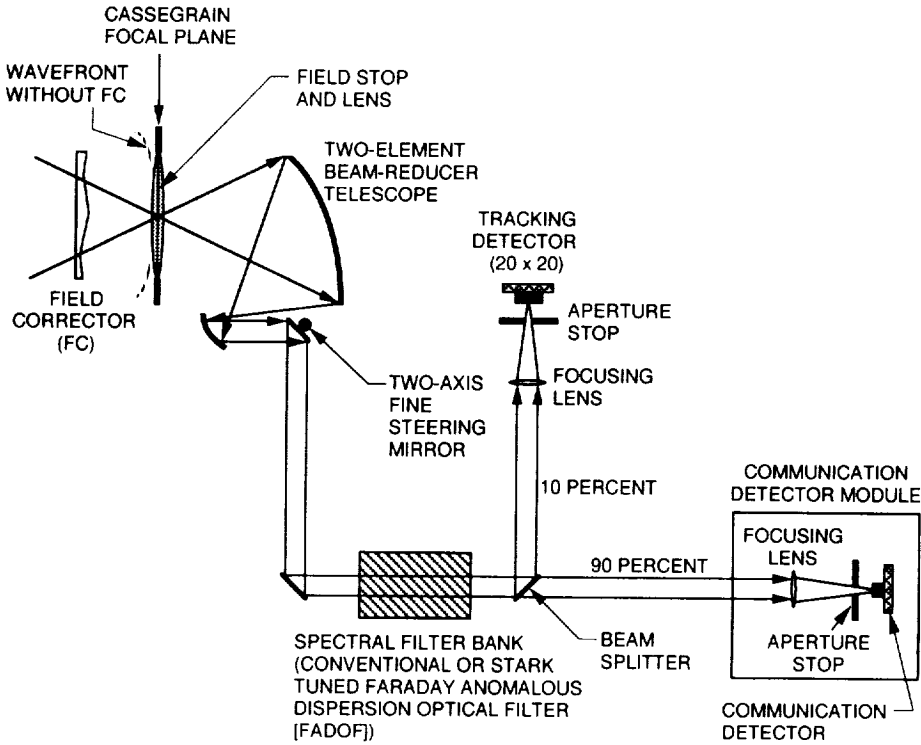 CASSEGRAIN
FOCAL PLANE
WAVEFRONT
WITHOUT FC
FIELD STOP
AND LENS
TWO-ELEMENT
BEAM-REDUCER
TELESCOPE
FIELD
CORRECTOR
(FC)
TRACKING
DETECTOR
(20 x 20)
APERTURE
STOP
FOCUSING
LENS
TWO-AXIS
FINE
STEERING
MIRROR
10 PERCENT
COMMUNICATION
DETECTOR MODULE
FOCUSING
LENS
90 PERCENT
APERTURE
STOP
BEAM
SPLITTER
SPECTRAL FILTER BANK
(CONVENTIONAL OR STARK
TUNED FARADAY ANOMALOUS
DISPERSION OPTICAL FILTER
[FADOF])
COMMUNICATION
DETECTOR